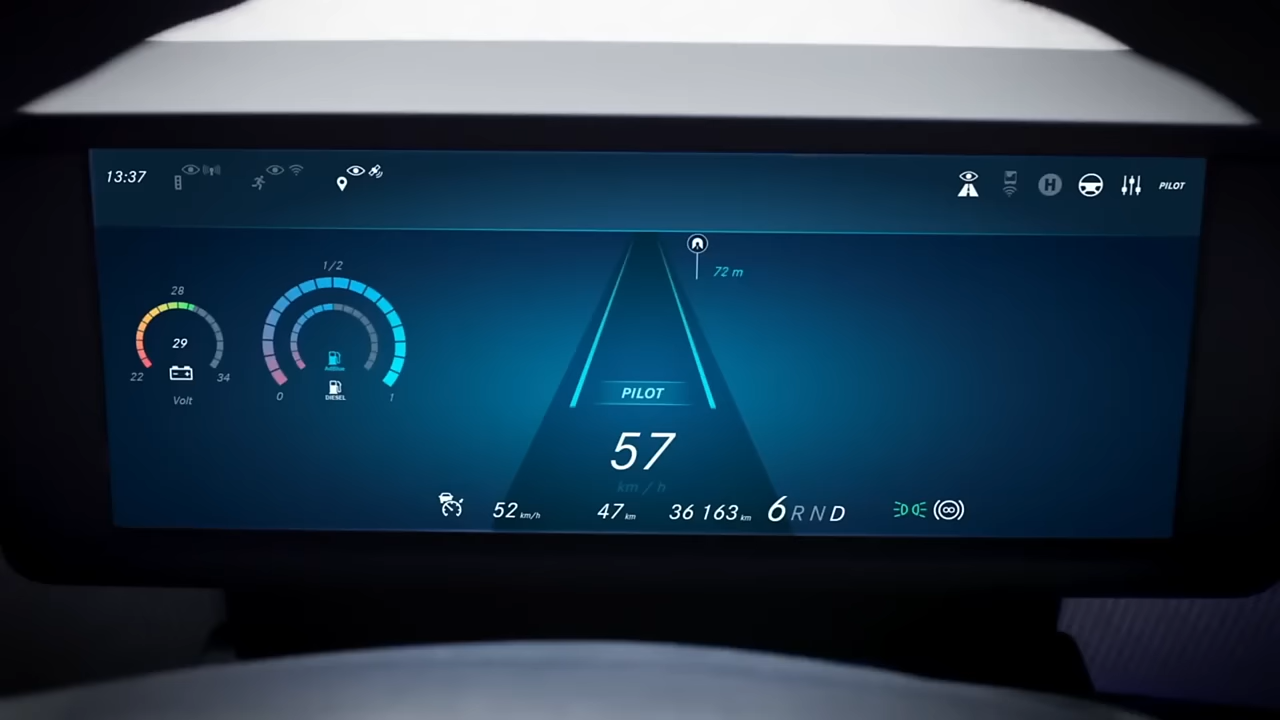 13:37
H
PILOT
72 m
28
29
22
34
Volt
1/2
AdBlue
DIESEL
0
1
PILOT
57
km / h
52 km/h
47 km
36 163 km
6 R N D